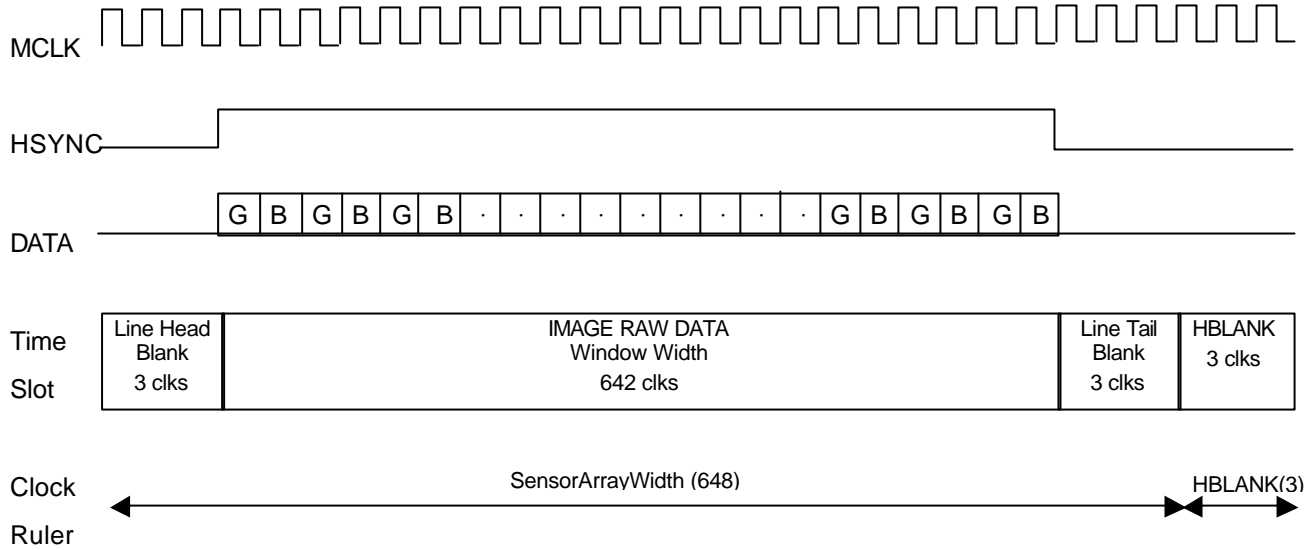 MCLK
HSYNC
G B G B G B · · · · · · · · · G B G B G B
DATA
Time
Slot
Line Head
Blank
3 clks
IMAGE RAW DATA
Window Width
642 clks
Line Tail
Blank
3 clks
HBLANK
3 clks
Clock
Ruler
SensorArrayWidth (648)
HBLANK(3)